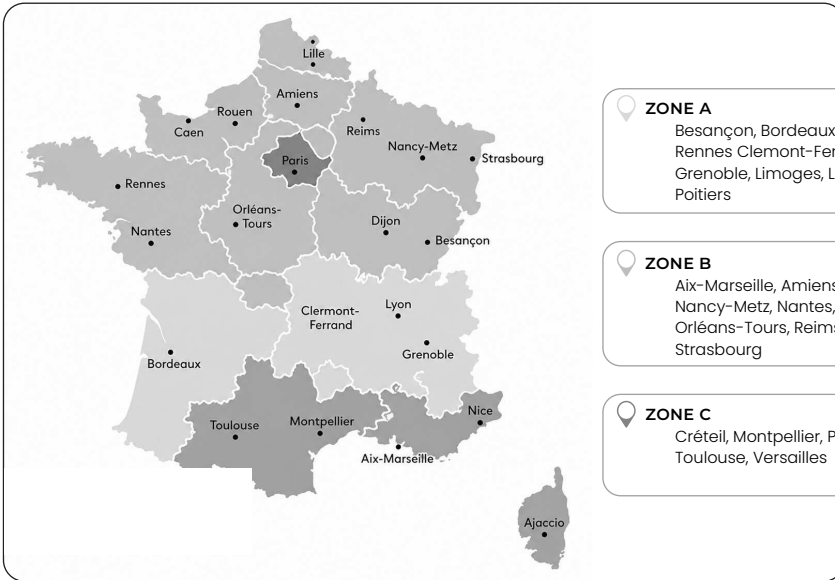 Lille
Amiens
Rouen
Caen
Reims
Nancy-Metz
Strasbourg
Paris
Rennes
Orléans-
Tours
Nantes
Dijon
Besançon
Clermont-
Ferrand
Lyon
Grenoble
Bordeaux
Toulouse
Montpellier
Nice
Aix-Marseille
Ajaccio
ZONE A
Besançon, Bordeaux
Rennes Clemont-Fer
Grenoble, Limoges, L
Poitiers
ZONE B
Aix-Marseille, Amiens
Nancy-Metz, Nantes,
Orléans-Tours, Reims
Strasbourg
ZONE C
Créteil, Montpellier, P
Toulouse, Versailles